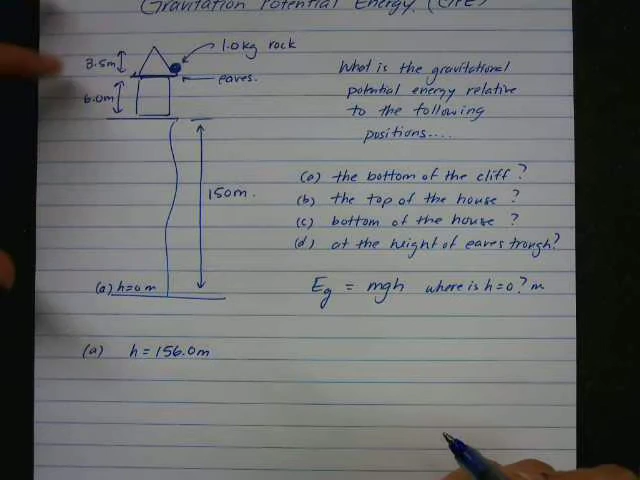 Gravitation Potential Energy. (GPE)
3.5m
1.0kg rock
eaves.
6.0m
What is the gravitational
potential energy relative
to the following
positions....
150m.
(a) the bottom of the cliff?
(b) the top of the house?
(c) bottom of the house?
(d) at the height of eaves trough?
(a) h=0m
Eg = mgh where is h=0? m
(a) h=156.0m